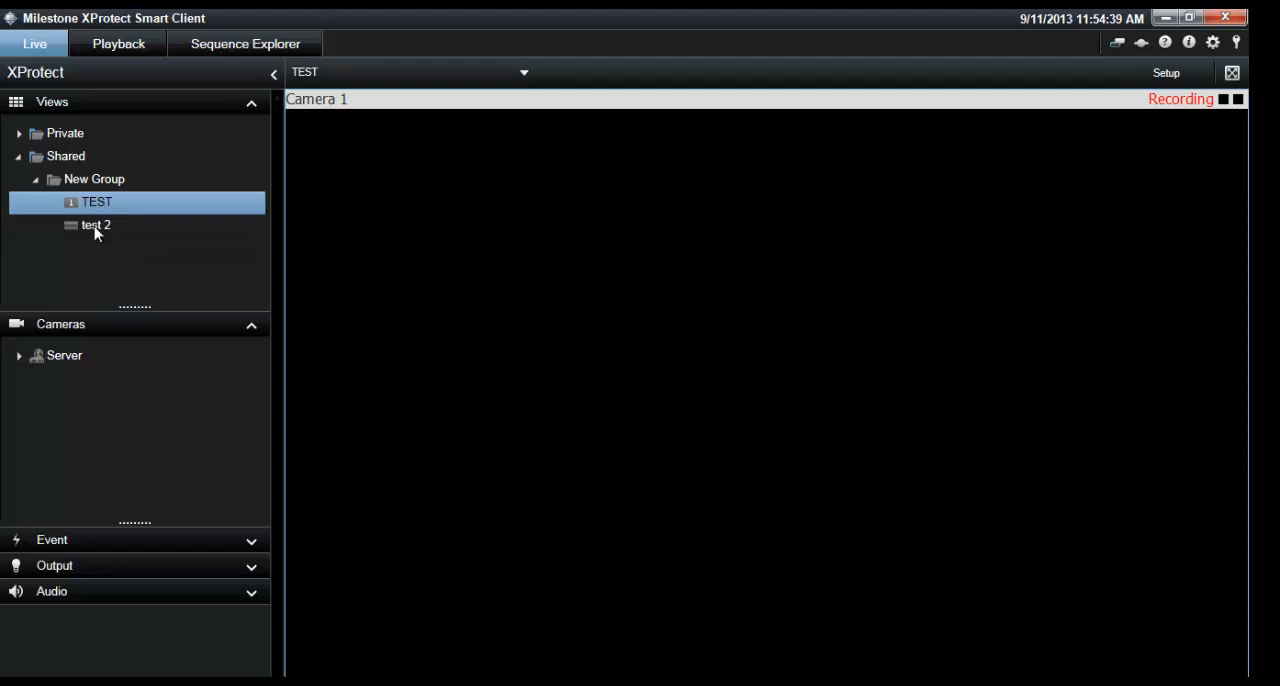 Milestone XProtect Smart Client
9/11/2013 11:54:39 AM
Live
Playback
Sequence Explorer
XProtect
TEST
Setup
Views
Camera 1
Recording
Private
Shared
New Group
1 TEST
test 2
Cameras
Server
Event
Output
Audio